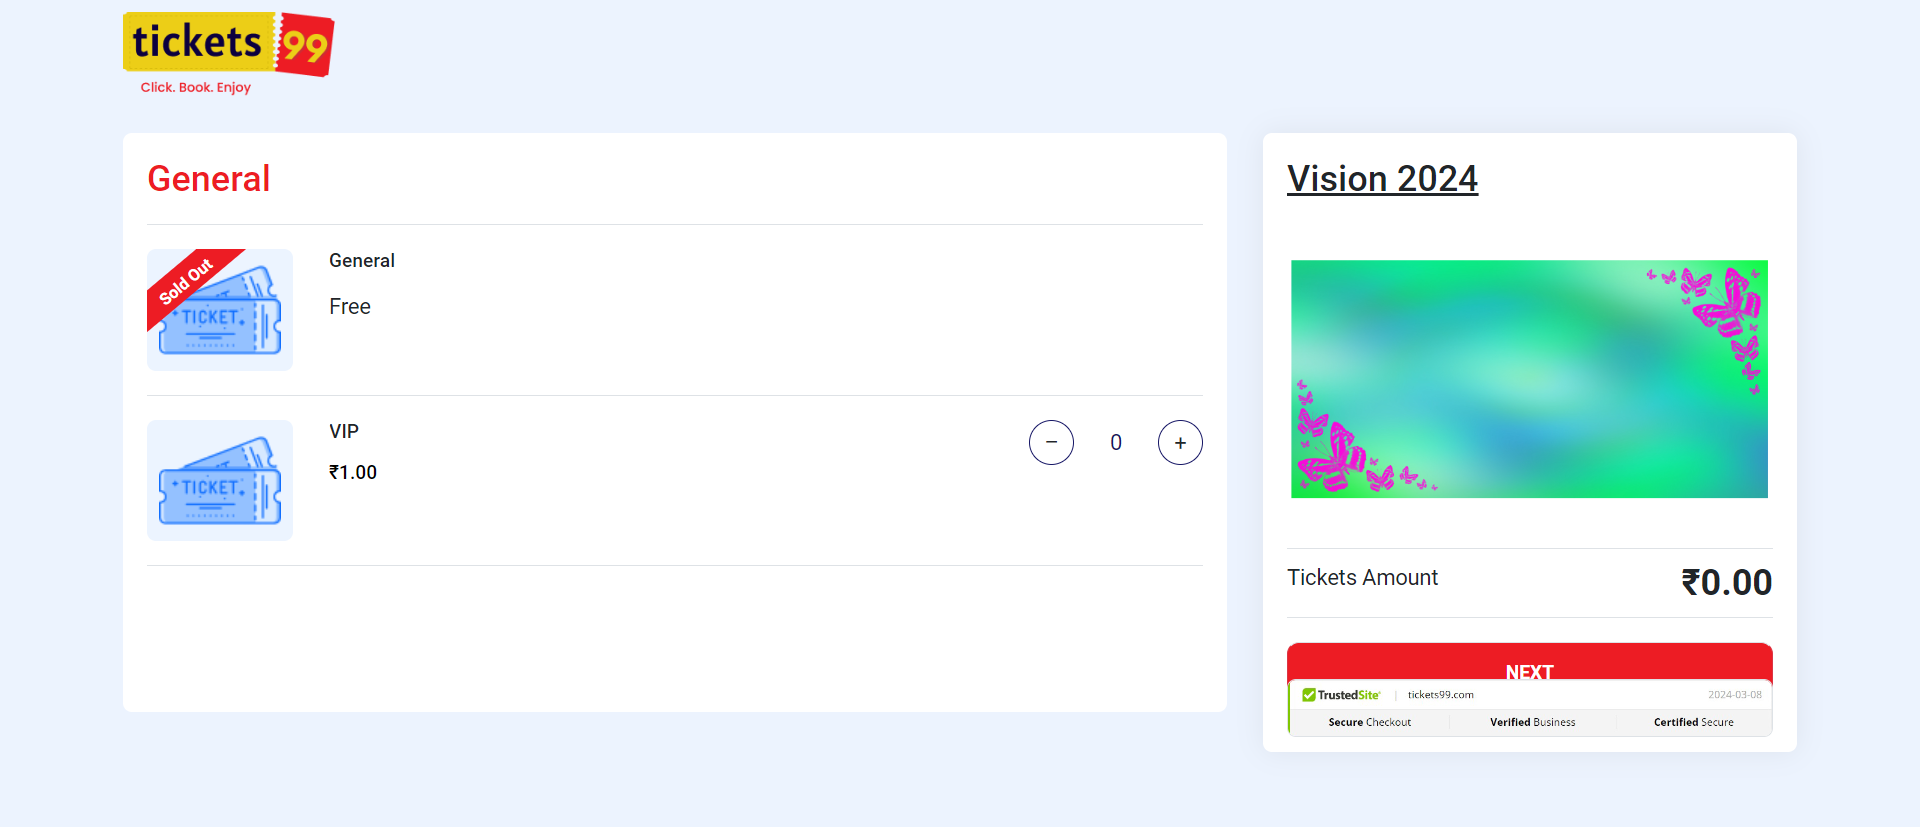 tickets 99
Click. Book. Enjoy
General
Sold Out
TICKET
General
Free
TICKET
VIP
₹1.00
− 0 +
Vision 2024
Tickets Amount ₹0.00
NEXT
TrustedSite | tickets99.com 2024-03-08
Secure Checkout Verified Business Certified Secure